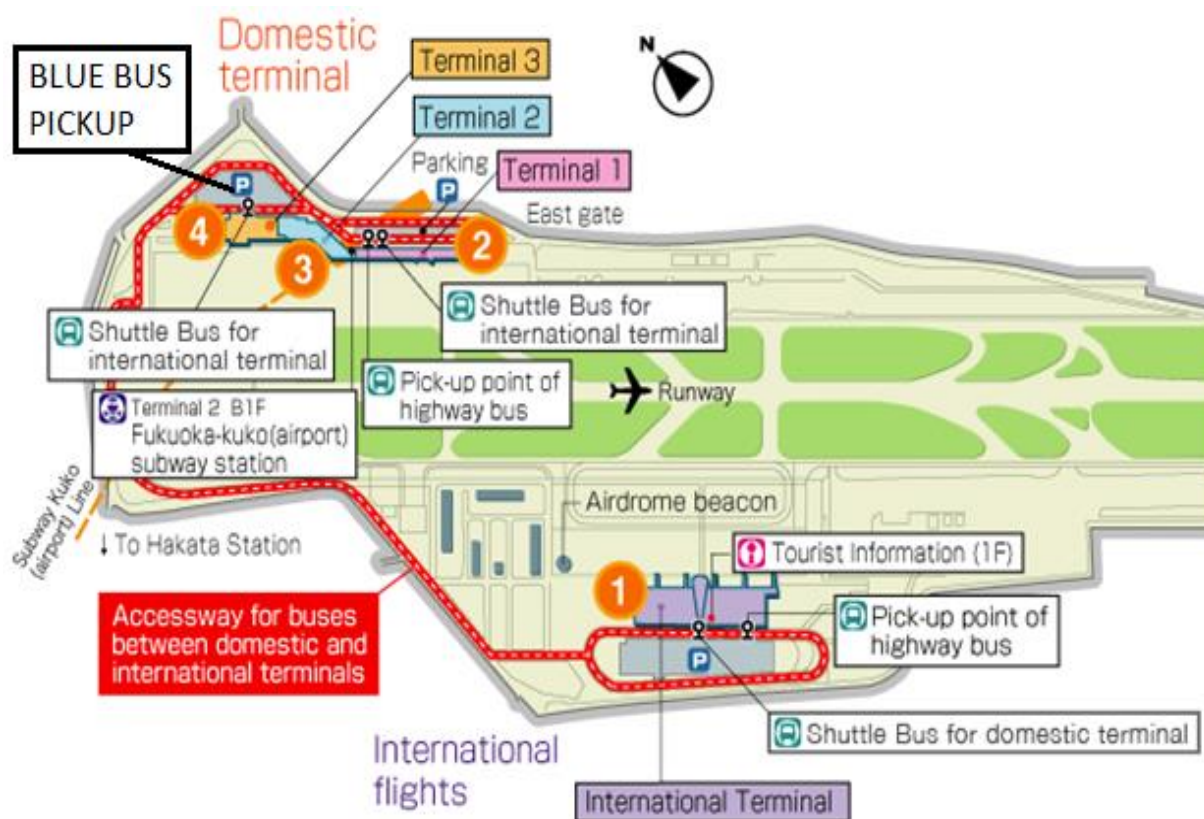 Domestic
terminal
N
BLUE BUS
PICKUP
Terminal 3
Terminal 2
Parking
P
Terminal 1
P
East gate
4
3
2
Shuttle Bus for
international terminal
Shuttle Bus for
international terminal
Pick-up point of
highway bus
Runway
Terminal 2 B1F
Fukuoka-kuko(airport)
subway station
Subway Kuko
(airport) Line
↓ To Hakata Station
Airdrome beacon
Tourist Information (1F)
1
Accessway for buses
between domestic and
international terminals
Pick-up point of
highway bus
P
Shuttle Bus for domestic terminal
International
flights
International Terminal